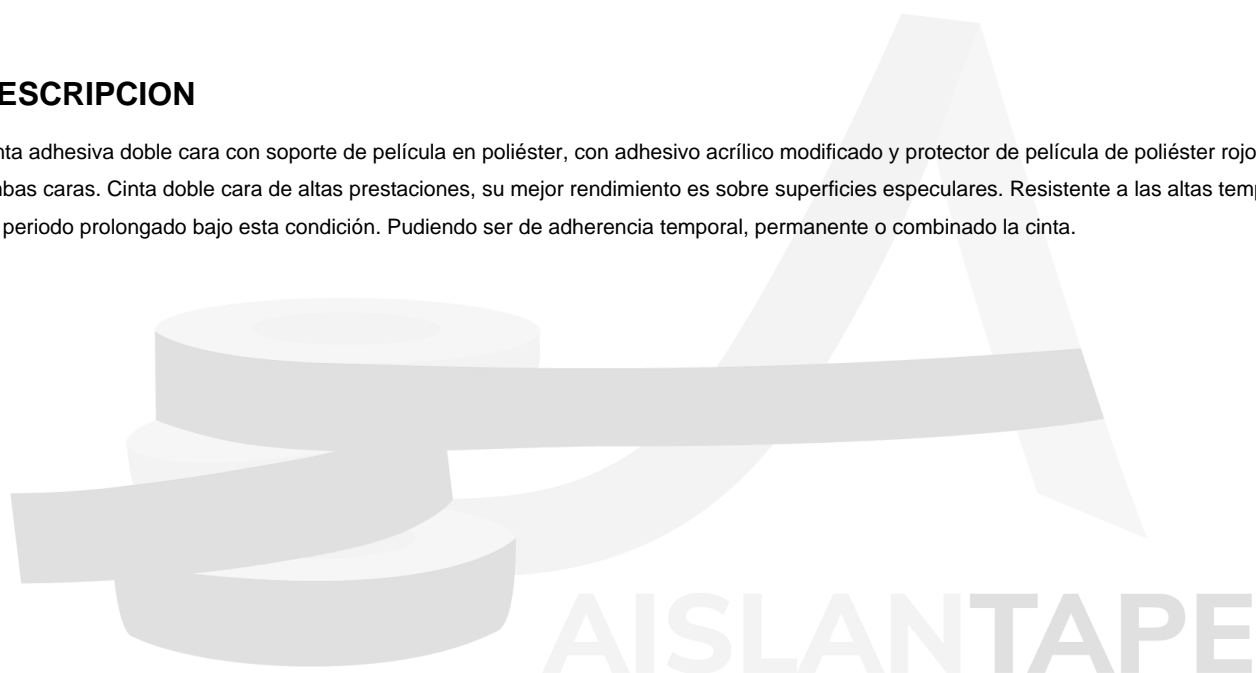 ESCRIPCION
nta adhesiva doble cara con soporte de película en poliéster, con adhesivo acrílico modificado y protector de película de poliéster rojo
nbas caras. Cinta doble cara de altas prestaciones, su mejor rendimiento es sobre superficies especulares. Resistente a las altas temp
periodo prolongado bajo esta condición. Pudiendo ser de adherencia temporal, permanente o combinado la cinta.
AISLANTAPE